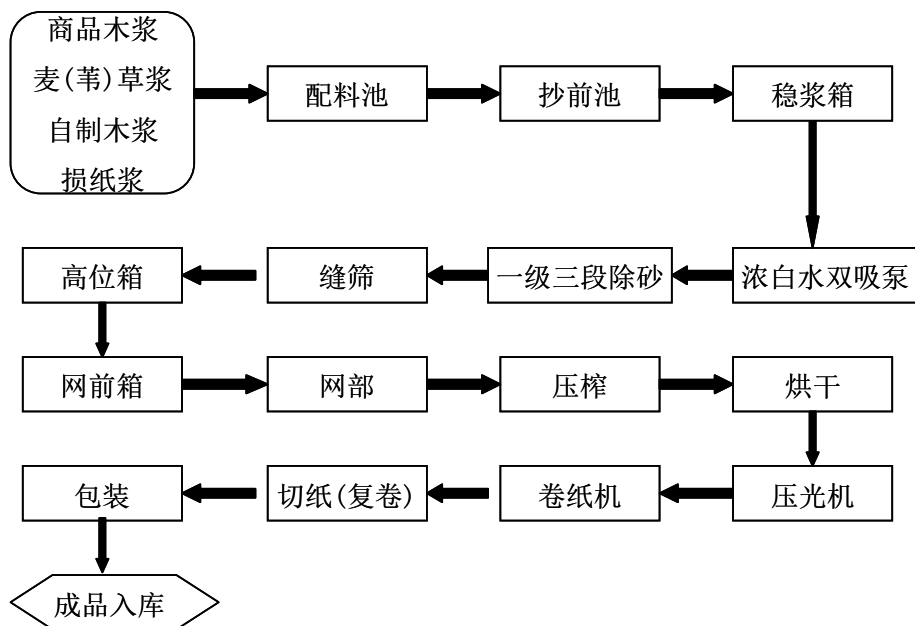 商品木浆
麦(苇)草浆
自制木浆
损纸浆
配料池
抄前池
稳浆箱
浓白水双吸泵
一级三段除砂
缝筛
高位箱
网前箱
网部
压榨
烘干
压光机
卷纸机
切纸(复卷)
包装
成品入库